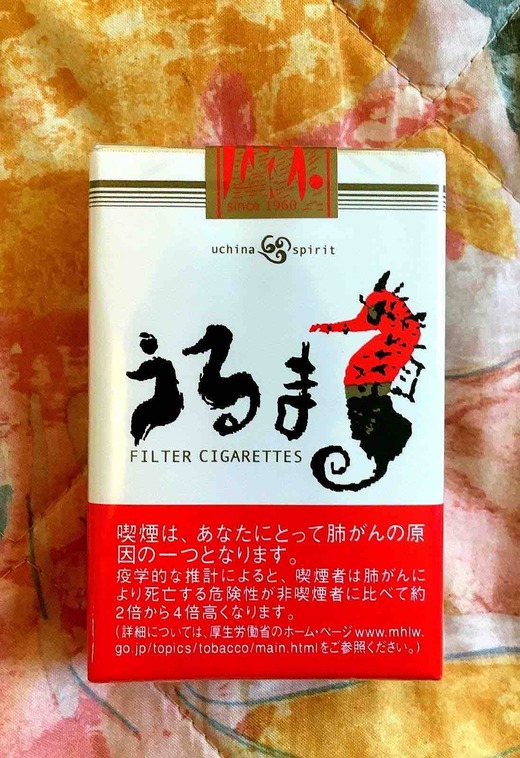 since 1960
uchina spirit
うるま
FILTER CIGARETTES
喫煙は、あなたにとって肺がんの原
因の一つとなります。
疫学的な推計によると、喫煙者は肺がんに
より死亡する危険性が非喫煙者に比べて約
2倍から4倍高くなります。
(詳細については、厚生労働省のホーム・ページwww.mhlw.
go.jp/topics/tobacco/main.htmlをご参照ください。)